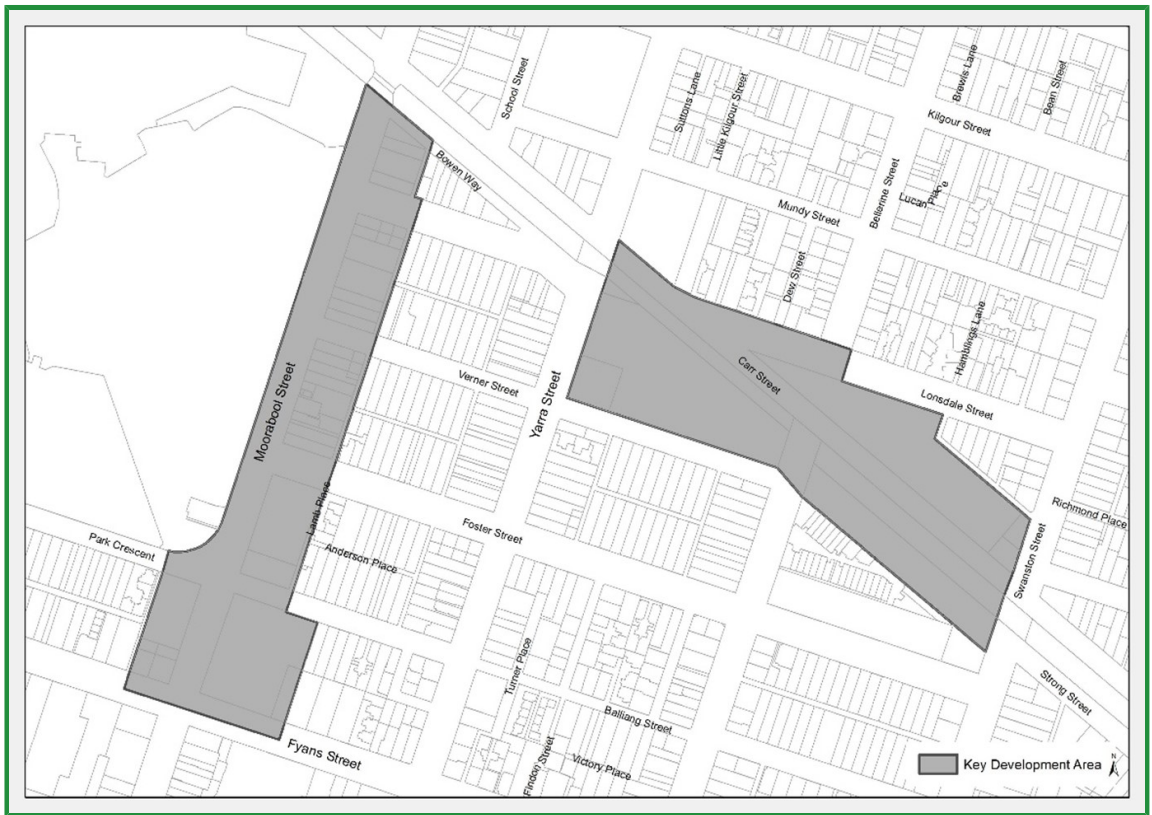 School Street
Suttons Lane
Little Kilgour Street
Brewis Lane
Bean Street
Kilgour Street
Bowen Way
Bellerine Street
Lucan Place
Mundy Street
Dew Street
Hamblings Lane
Moorabool Street
Verner Street
Yarra Street
Carr Street
Lonsdale Street
Lamb Place
Richmond Place
Park Crescent
Foster Street
Anderson Place
Swanston Street
Turner Place
Strong Street
Balliang Street
Fyans Street
Findon Street
Victory Place
N
Key Development Area